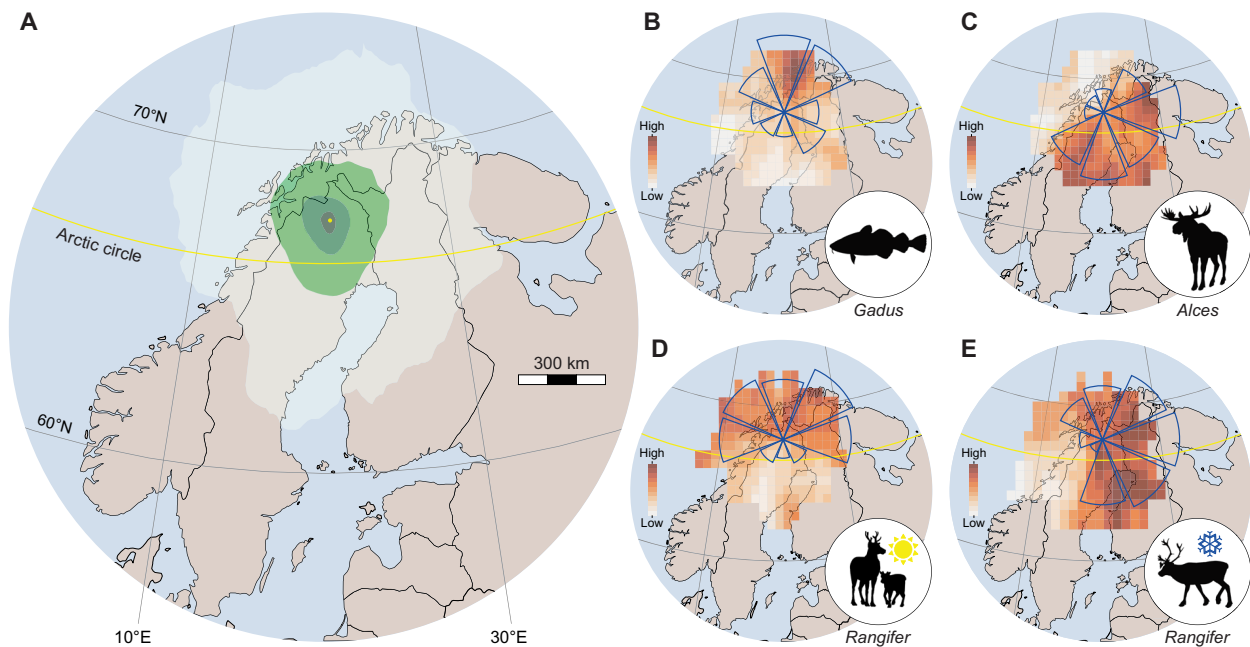 A
70°N
Arctic circle
300 km
60°N
10°E
30°E
B
High
Low
Gadus
C
High
Low
Alces
D
High
Low
Rangifer
E
High
Low
Rangifer